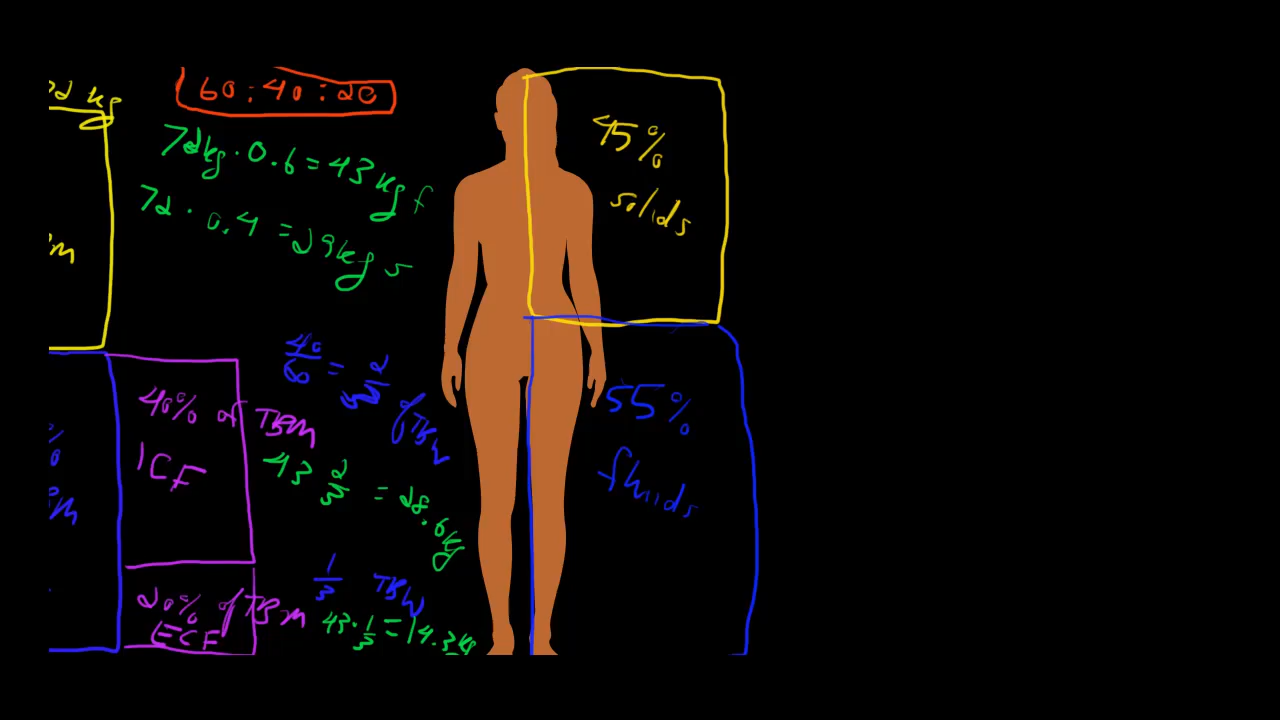 kg
60:40:20
72kg · 0.6 = 43kg f
72 · 0.4 = 29kg s
45%
solids
40/60 = 2/3 of TBW
40% of TBM
ICF
43 2/3 = 28.6kg
55%
fluids
1/3 TBW
20% of TBM
ECF
43 · 1/3 = 14.3kg